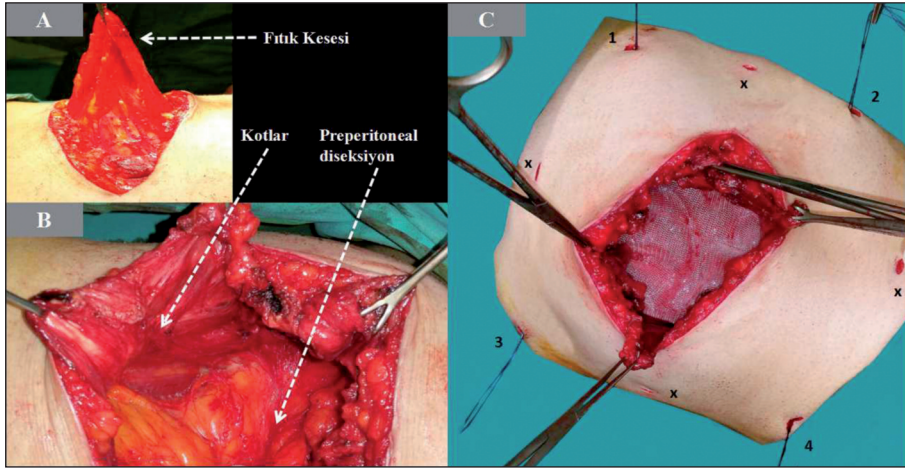 A
Fıtık Kesesi
Kotlar
Preperitoneal
diseksiyon
B
C
1
x
2
x
x
3
x
4